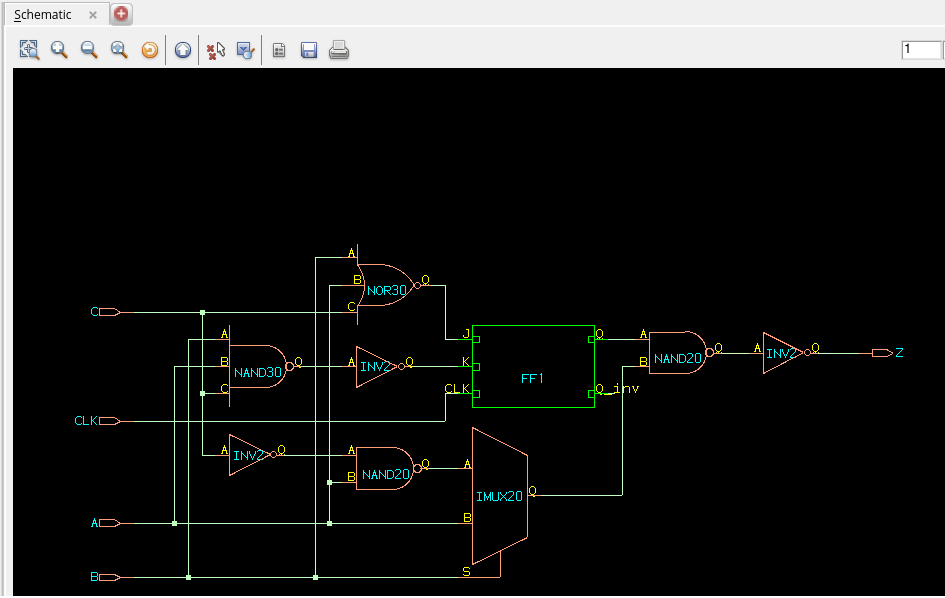 Schematic
1
A
B Q
NOR30
C
C
A J Q A
B Q A Q K NAND20 Q A INV2 Q Z
NAND30 INV2 B
FF1
C CLK Q_inv
CLK
A Q A
INV2 Q A
NAND20
B
IMUX20 Q
A B
B S